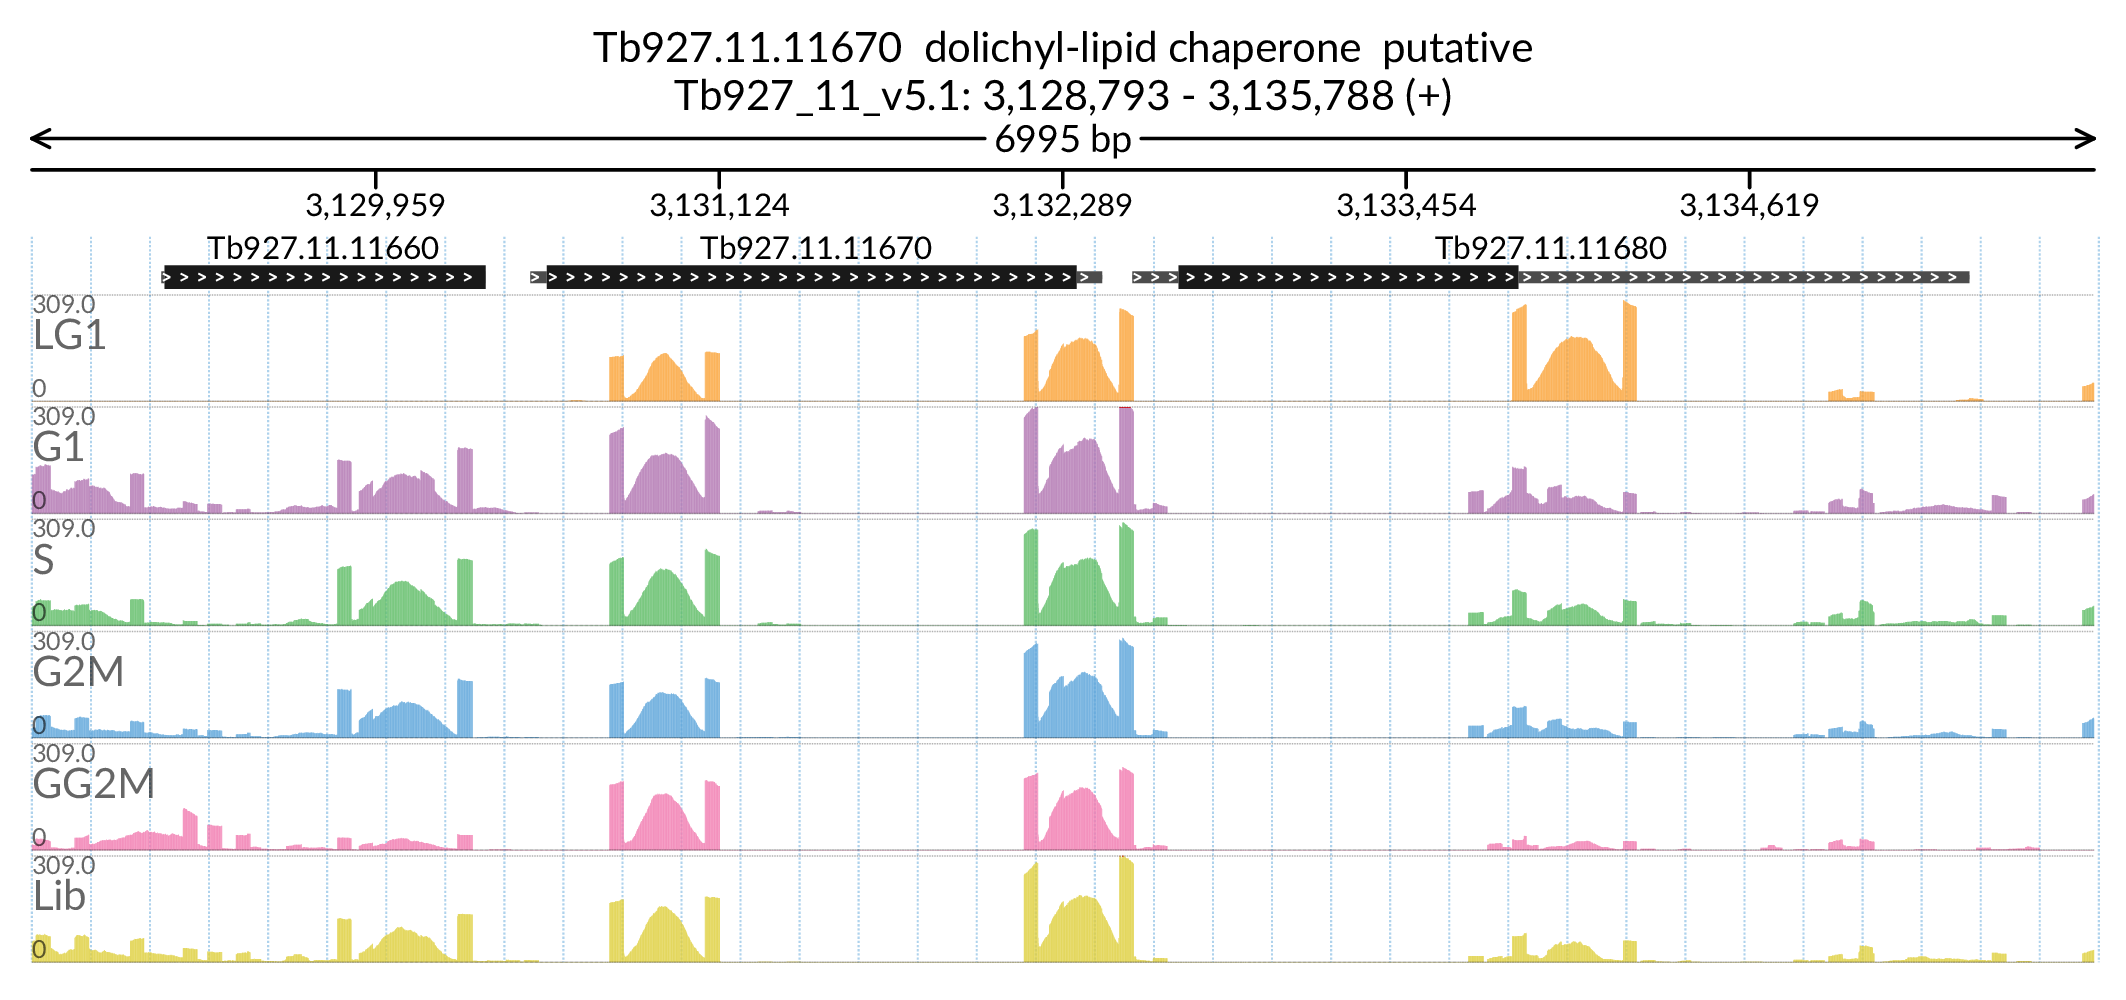 Tb927.11.11670  dolichyl-lipid chaperone  putative
Tb927_11_v5.1: 3,128,793 - 3,135,788 (+)
6995 bp
3,129,959 3,131,124 3,132,289 3,133,454 3,134,619
Tb927.11.11660 Tb927.11.11670 Tb927.11.11680
309.0
LG1
0
309.0
G1
0
309.0
S
0
309.0
G2M
0
309.0
GG2M
0
309.0
Lib
0